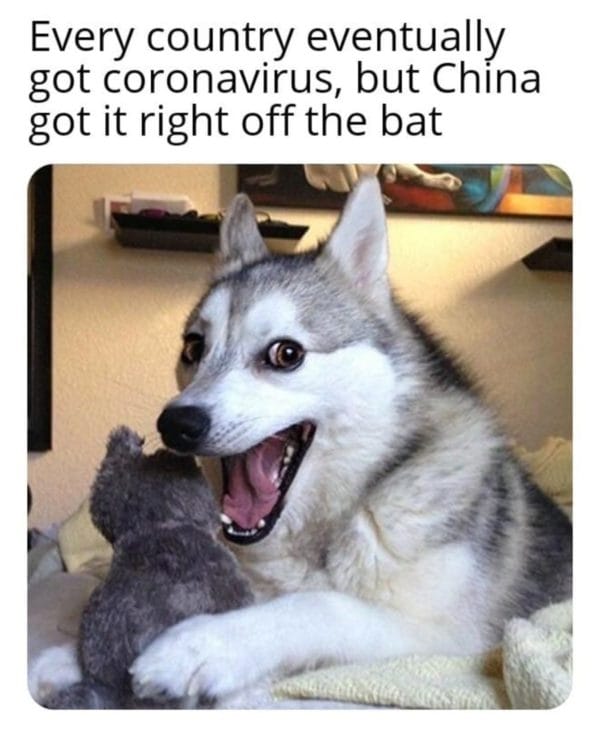 Every country eventually
got coronavirus, but China
got it right off the bat